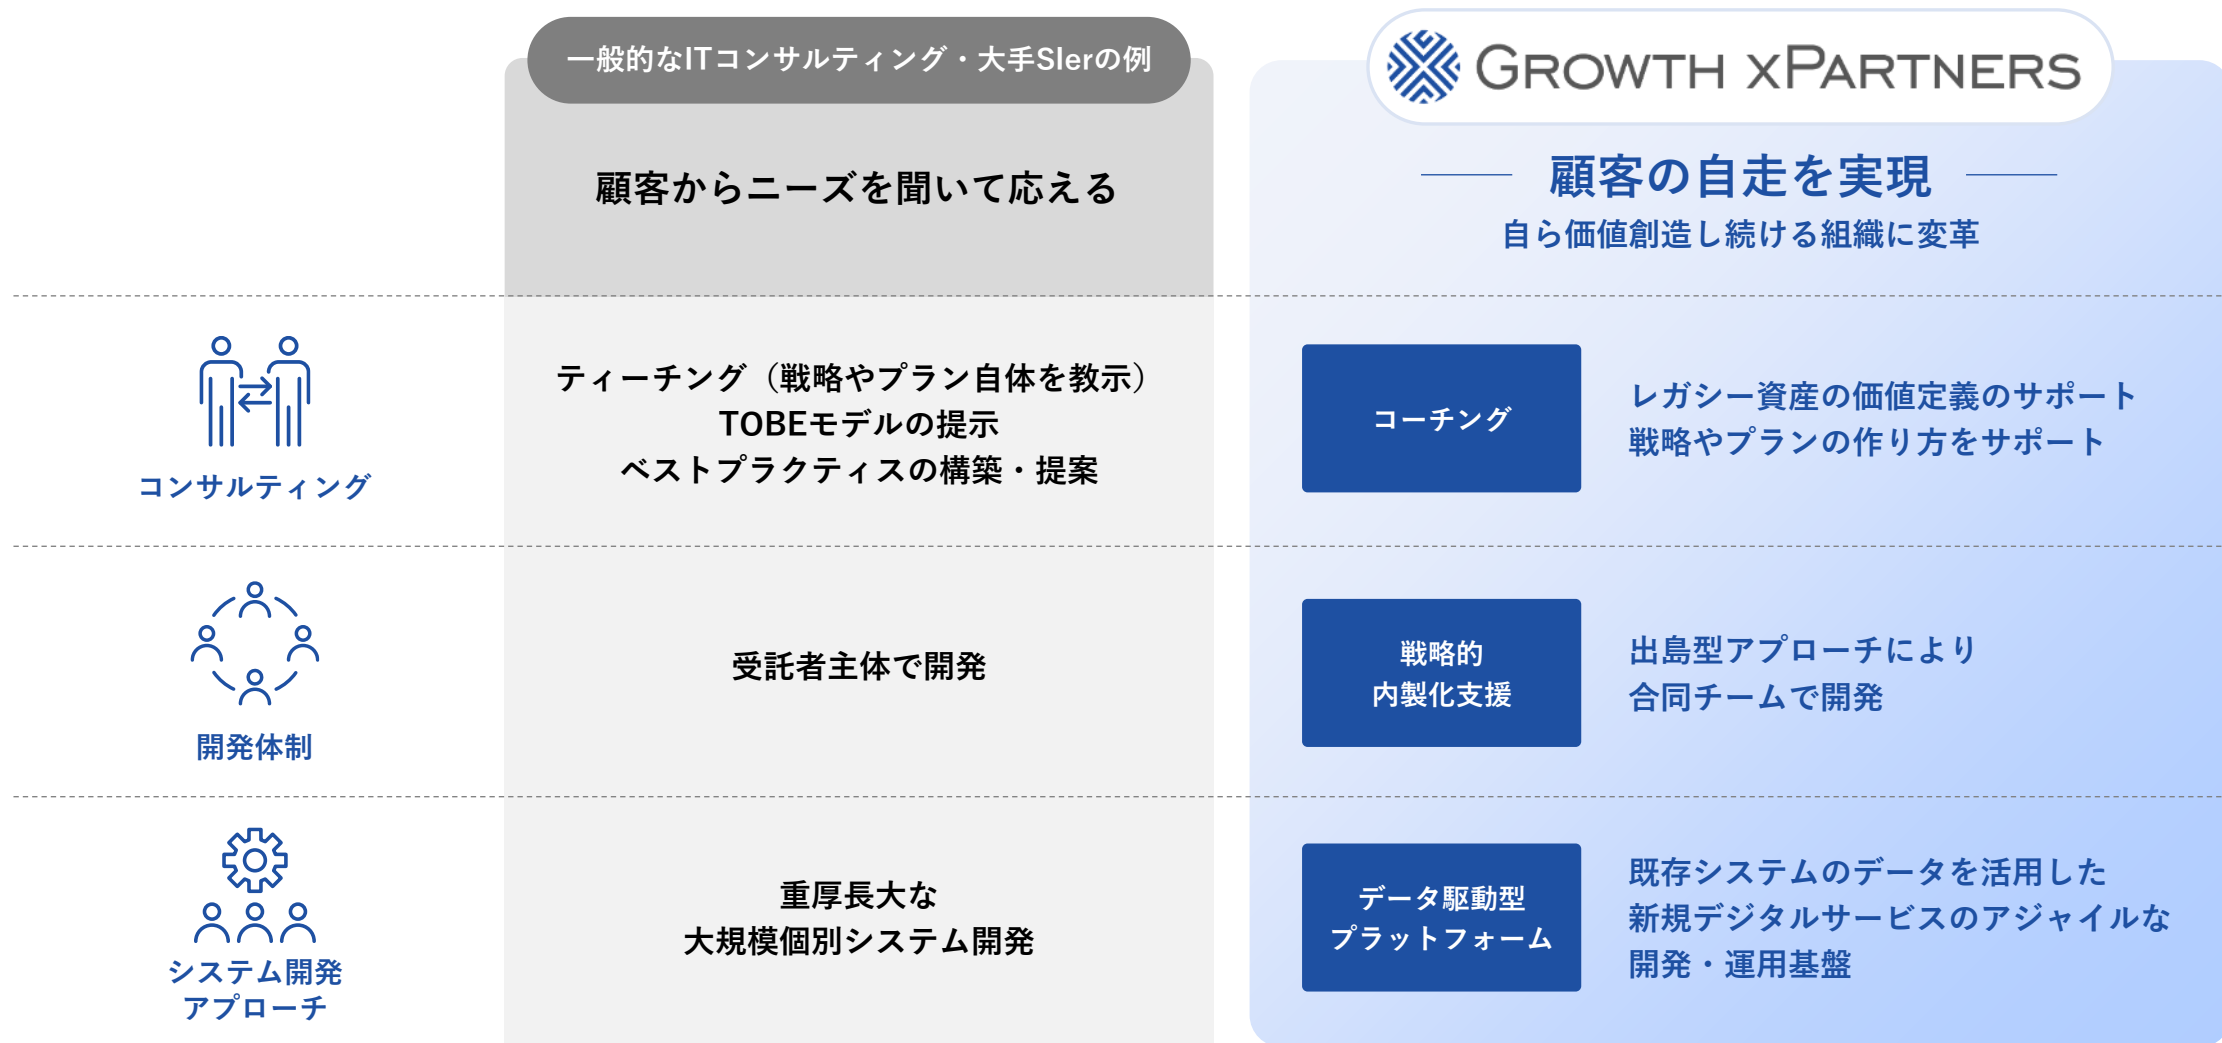 一般的なITコンサルティング・大手SIerの例
GROWTH XPARTNERS
顧客からニーズを聞いて応える
顧客の自走を実現
自ら価値創造し続ける組織に変革
コンサルティング
ティーチング（戦略やプラン自体を教示）
TOBEモデルの提示
ベストプラクティスの構築・提案
コーチング
レガシー資産の価値定義のサポート
戦略やプランの作り方をサポート
開発体制
受託者主体で開発
戦略的
内製化支援
出島型アプローチにより
合同チームで開発
システム開発
アプローチ
重厚長大な
大規模個別システム開発
データ駆動型
プラットフォーム
既存システムのデータを活用した
新規デジタルサービスのアジャイルな
開発・運用基盤